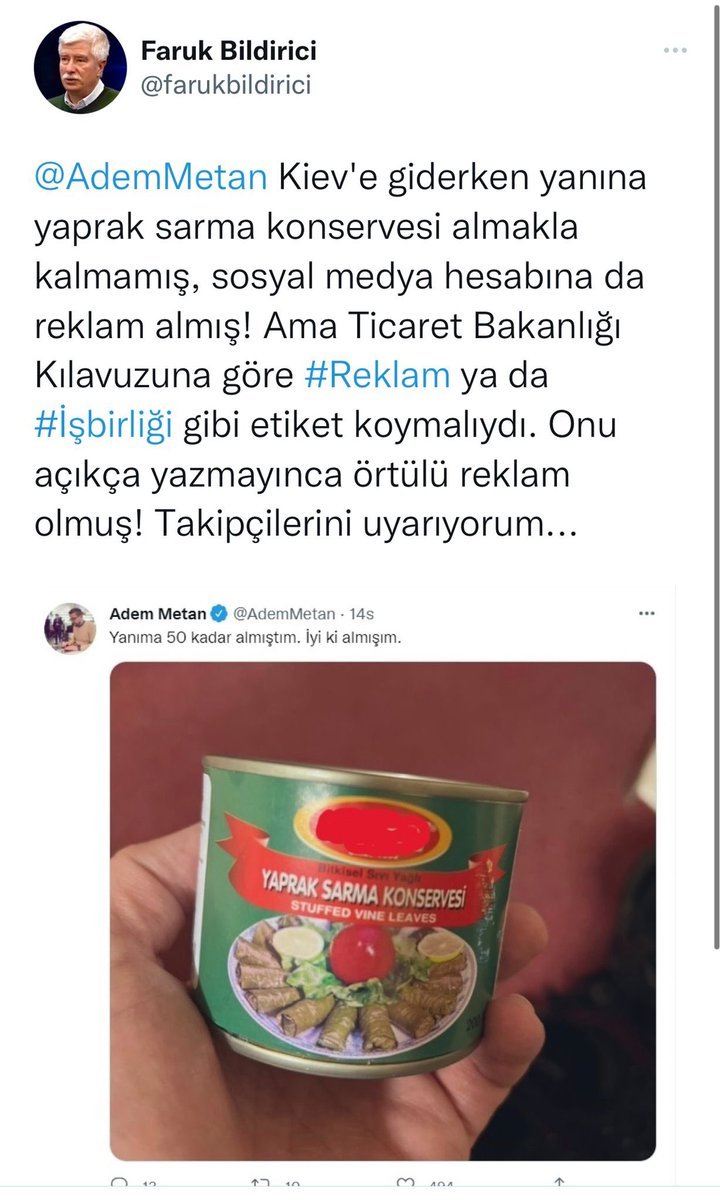 Faruk Bildirici
@farukbildirici
@AdemMetan Kiev'e giderken yanına
yaprak sarma konservesi almakla
kalmamış, sosyal medya hesabına da
reklam almış! Ama Ticaret Bakanlığı
Kılavuzuna göre #Reklam ya da
#İşbirliği gibi etiket koymalıydı. Onu
açıkça yazmayınca örtülü reklam
olmuş! Takipçilerini uyarıyorum...
Adem Metan @AdemMetan · 14s
Yanıma 50 kadar almıştım. İyi ki almışım.
Bitkisel Sıvı Yağlı
YAPRAK SARMA KONSERVESİ
STUFFED VINE LEAVES